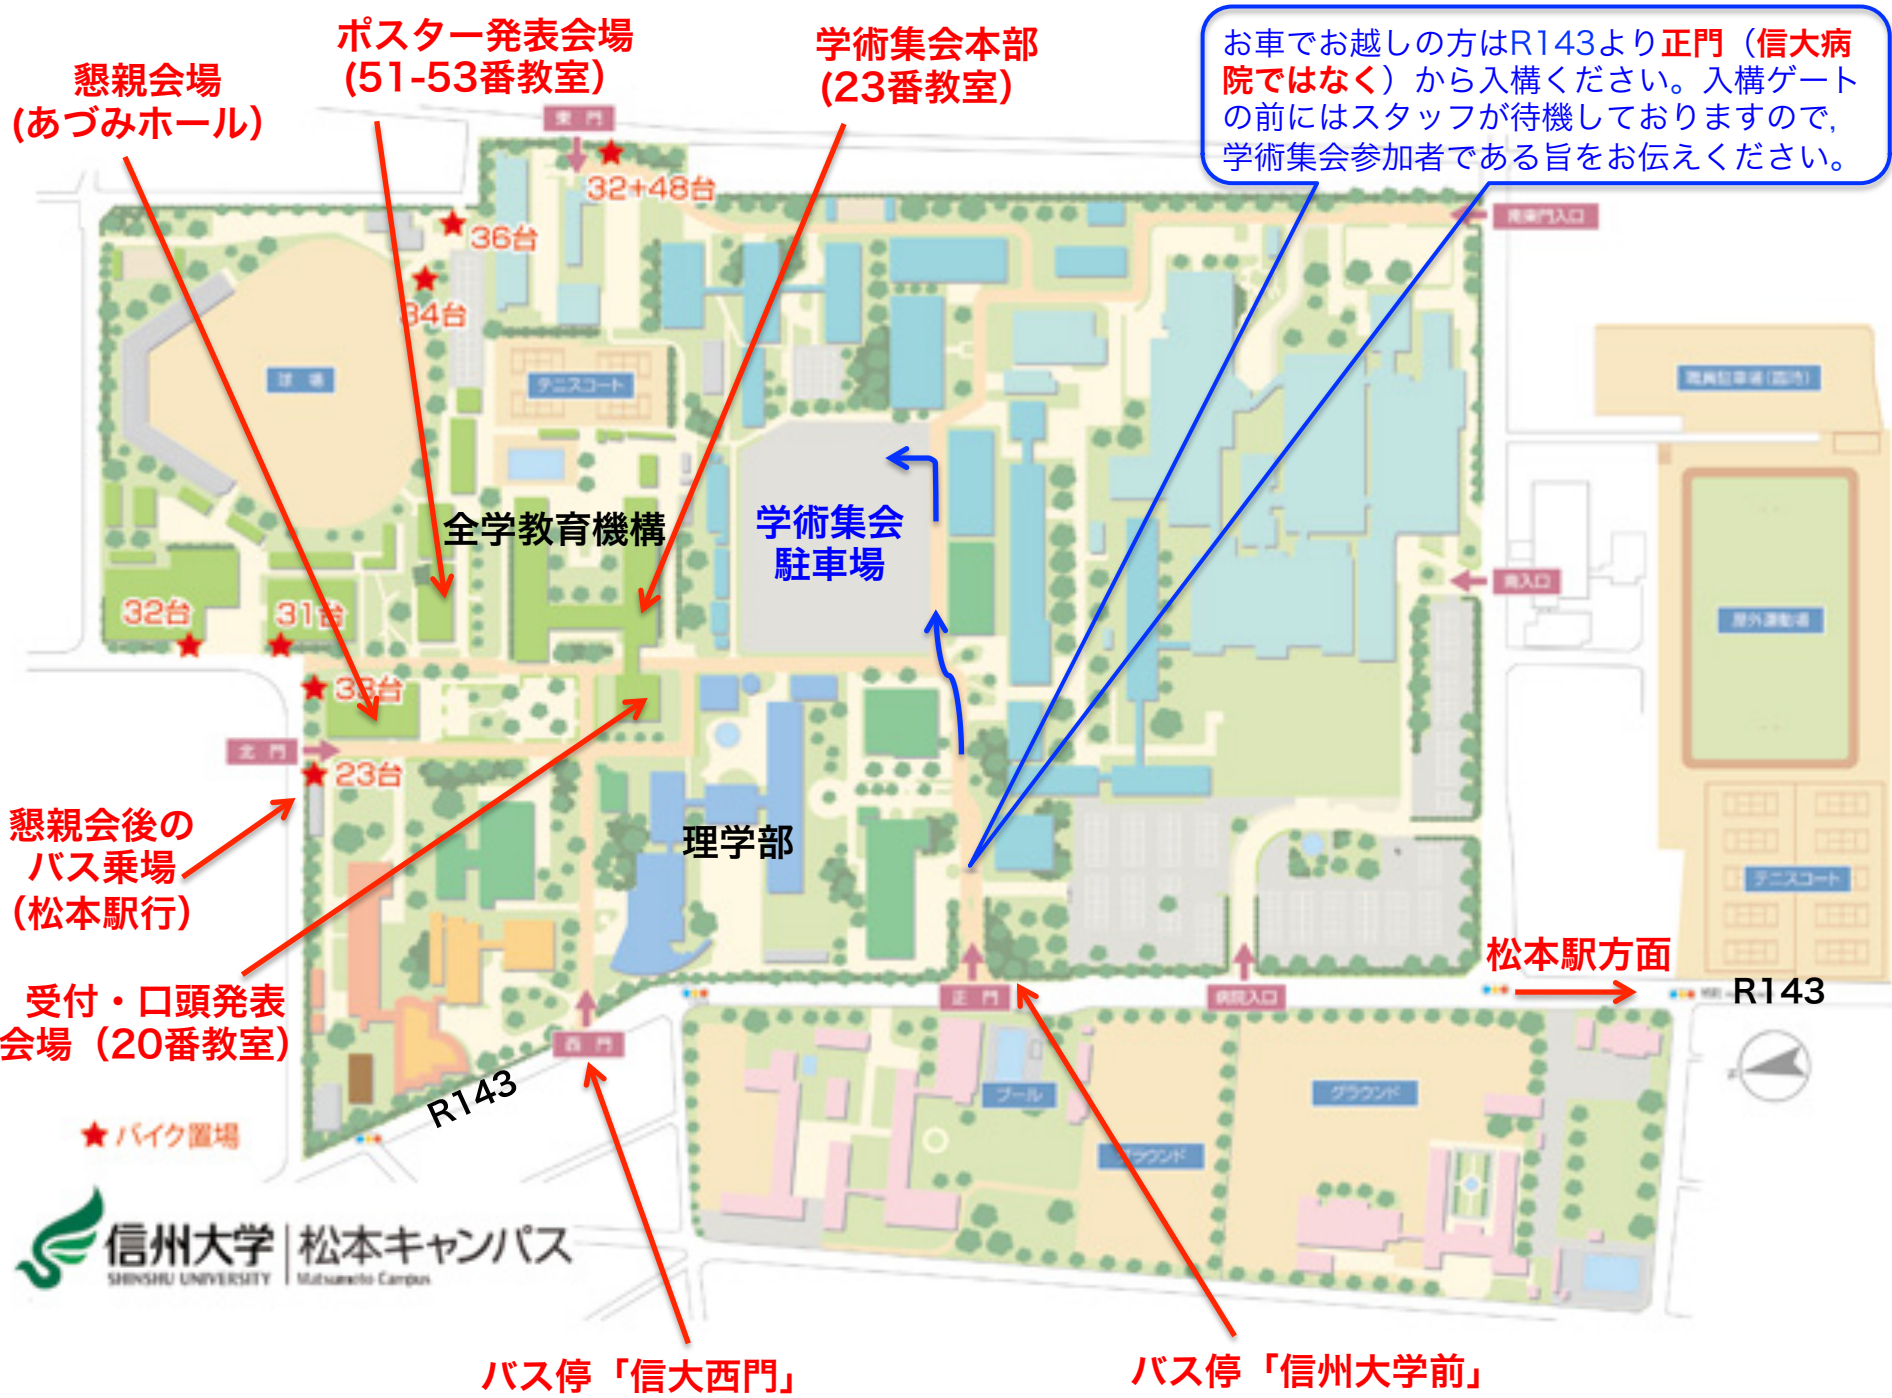 ポスター発表会場
(51-53番教室）
学術集会本部
(23番教室）
お車でお越しの方はR143より正門（信大病
院ではなく）から入構ください。入構ゲート
の前にはスタッフが待機しておりますので,
学術集会参加者である旨をお伝えください。
懇親会場
(あづみホール）
東 門
32+48台
36台
34台
南東門入口
球 場
テニスコート
職員駐車場(臨時)
全学教育機構
学術集会
駐車場
南入口
屋外運動場
32台
31台
33台
北 門
23台
懇親会後の
バス乗場
（松本駅行）
理学部
テニスコート
受付・口頭発表
会場（20番教室）
松本駅方面
R143
正 門
病院入口
西 門
R143
プール
グラウンド
グラウンド
★バイク置場
信州大学
SHINSHU UNIVERSITY
松本キャンパス
Matsumoto Campus
バス停「信大西門」
バス停「信州大学前」